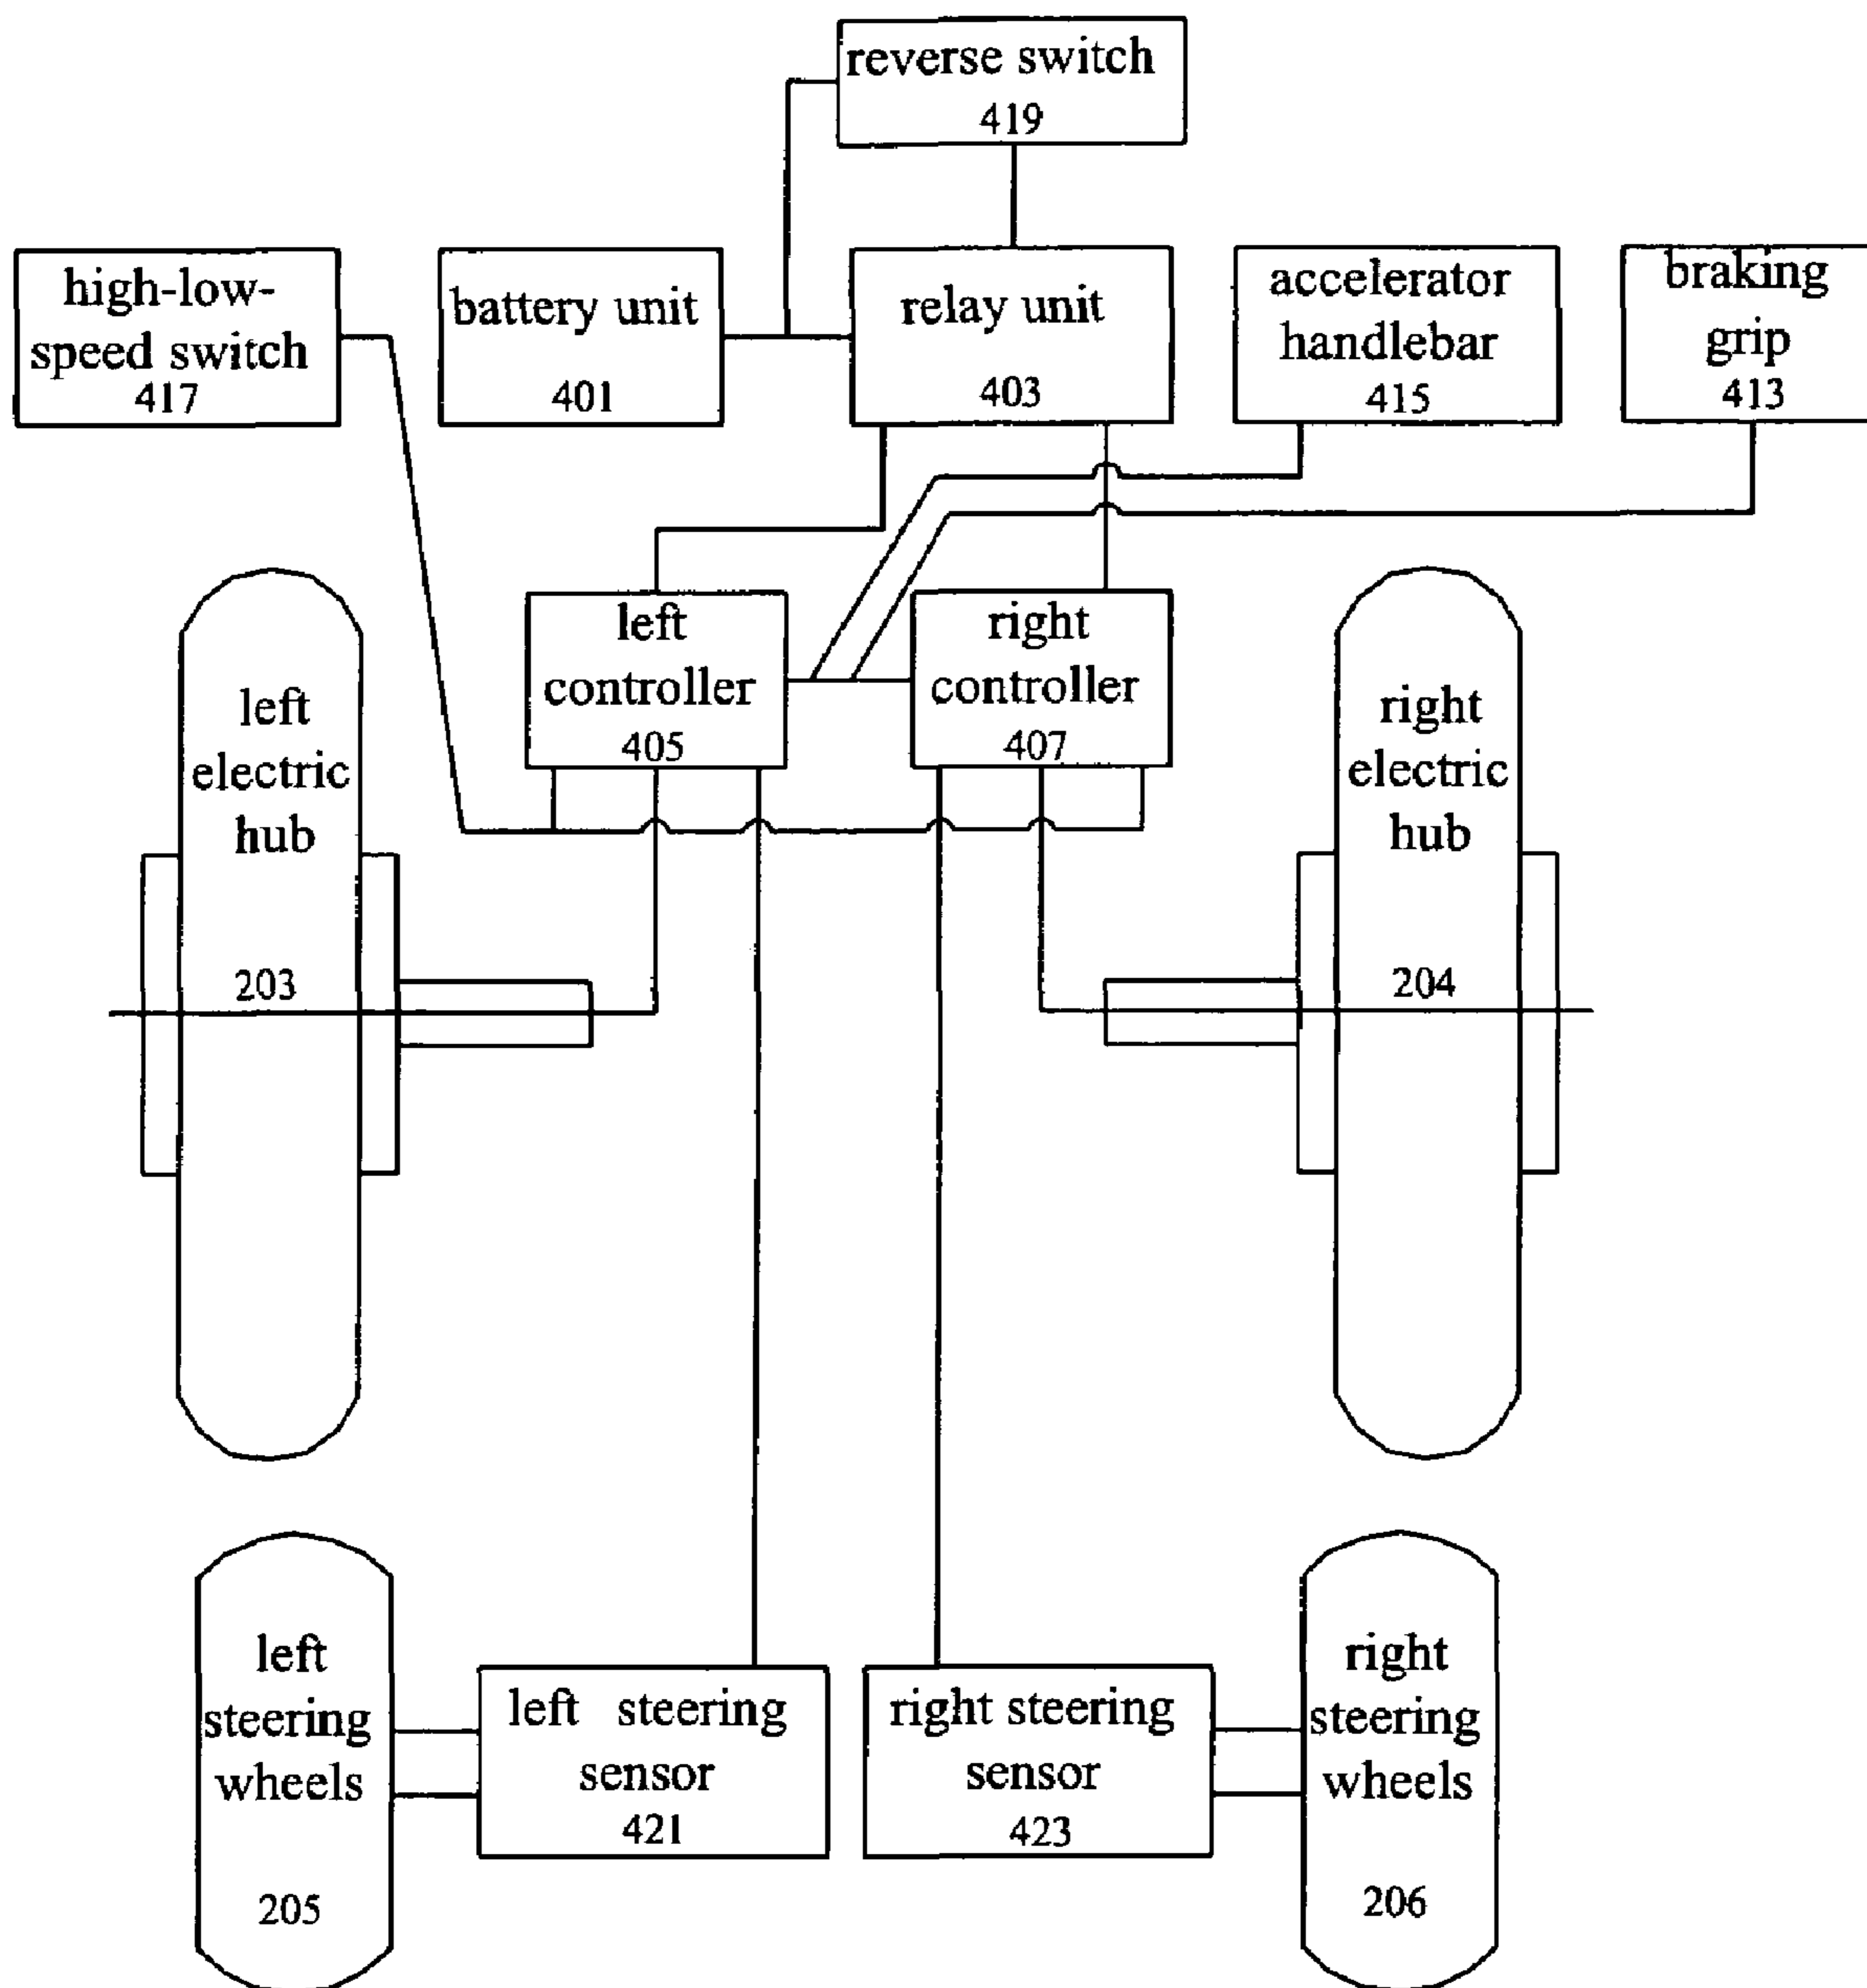 reverse switch
419
high-low-
speed switch
417
battery unit
401
relay unit
403
accelerator
handlebar
415
braking
grip
413
left
controller
405
right
controller
407
left
electric
hub
203
right
electric
hub
204
left
steering
wheels
205
left steering
sensor
421
right steering
sensor
423
right
steering
wheels
206